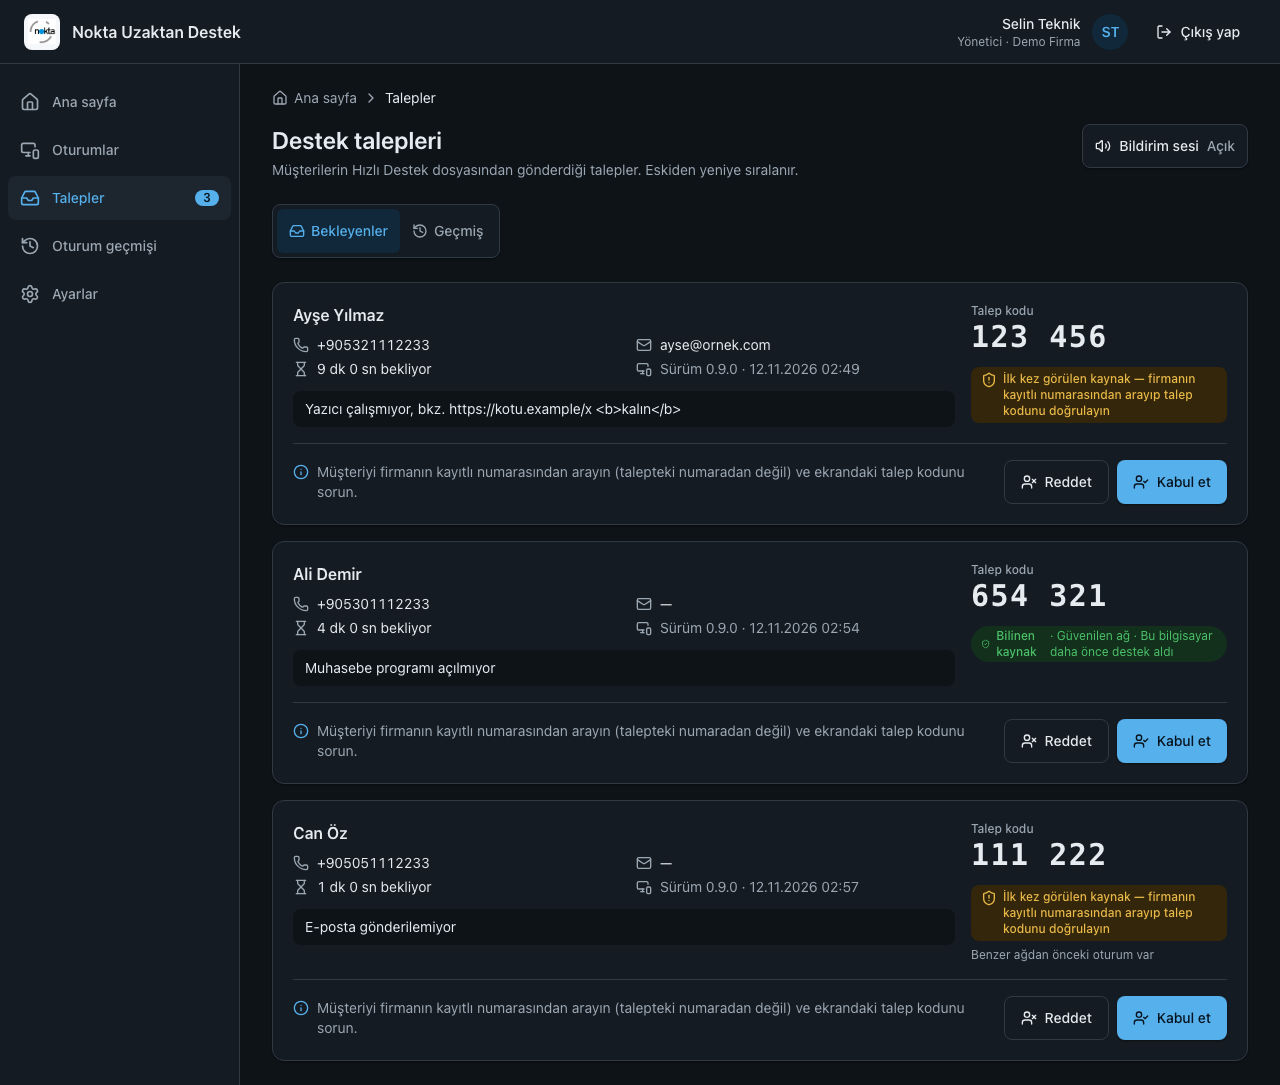 nokta
Nokta Uzaktan Destek
Selin Teknik
Yönetici · Demo Firma
ST
Çıkış yap
Ana sayfa
Oturumlar
Talepler
3
Oturum geçmişi
Ayarlar
Ana sayfa
Talepler
Destek talepleri
Müşterilerin Hızlı Destek dosyasından gönderdiği talepler. Eskiden yeniye sıralanır.
Bildirim sesi Açık
Bekleyenler
Geçmiş
Ayşe Yılmaz
+905321112233
ayse@ornek.com
9 dk 0 sn bekliyor
Sürüm 0.9.0 · 12.11.2026 02:49
Yazıcı çalışmıyor, bkz. https://kotu.example/x <b>kalın</b>
Talep kodu
123 456
İlk kez görülen kaynak — firmanın
kayıtlı numarasından arayıp talep
kodunu doğrulayın
Müşteriyi firmanın kayıtlı numarasından arayın (talepteki numaradan değil) ve ekrandaki talep kodunu
sorun.
Reddet
Kabul et
Ali Demir
+905301112233
—
4 dk 0 sn bekliyor
Sürüm 0.9.0 · 12.11.2026 02:54
Muhasebe programı açılmıyor
Talep kodu
654 321
Bilinen
kaynak
· Güvenilen ağ · Bu bilgisayar
daha önce destek aldı
Müşteriyi firmanın kayıtlı numarasından arayın (talepteki numaradan değil) ve ekrandaki talep kodunu
sorun.
Reddet
Kabul et
Can Öz
+905051112233
—
1 dk 0 sn bekliyor
Sürüm 0.9.0 · 12.11.2026 02:57
E-posta gönderilemiyor
Talep kodu
111 222
İlk kez görülen kaynak — firmanın
kayıtlı numarasından arayıp talep
kodunu doğrulayın
Benzer ağdan önceki oturum var
Müşteriyi firmanın kayıtlı numarasından arayın (talepteki numaradan değil) ve ekrandaki talep kodunu
sorun.
Reddet
Kabul et